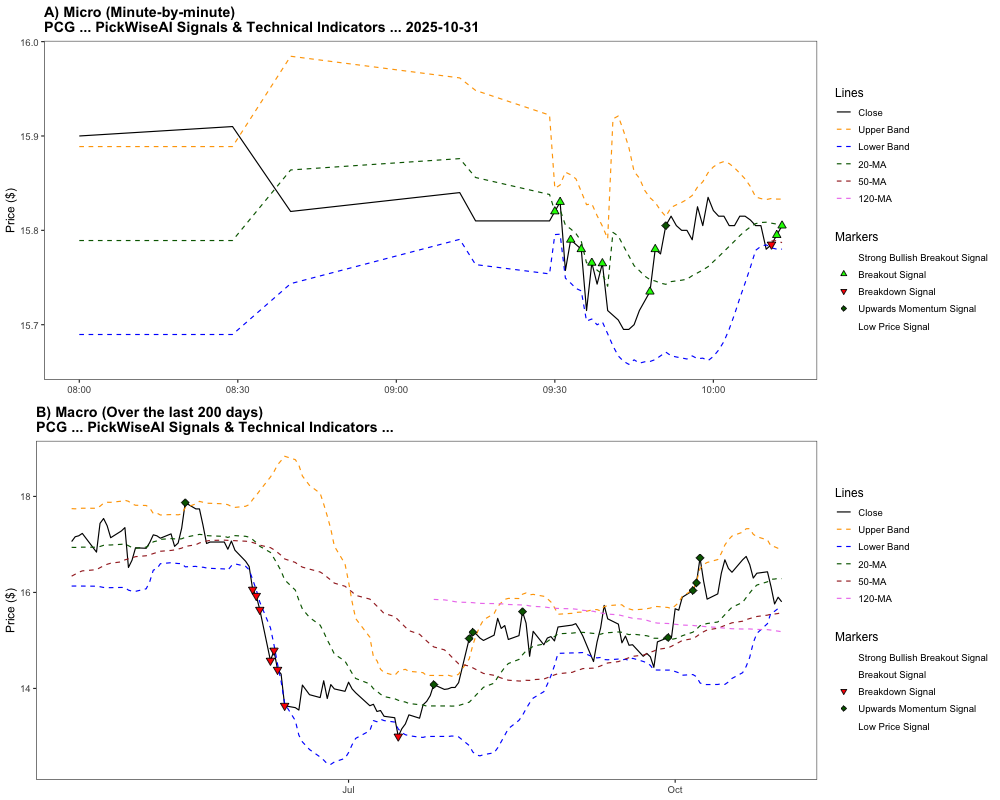 A) Micro (Minute-by-minute)
PCG ... PickWiseAI Signals & Technical Indicators ... 2025-10-31
16.0
15.9
15.8
15.7
Price ($)
08:00
08:30
09:00
09:30
10:00
Lines
Close
Upper Band
Lower Band
20-MA
50-MA
120-MA
Markers
Strong Bullish Breakout Signal
Breakout Signal
Breakdown Signal
Upwards Momentum Signal
Low Price Signal
B) Macro (Over the last 200 days)
PCG ... PickWiseAI Signals & Technical Indicators ...
18
16
14
Price ($)
Jul
Oct
Lines
Close
Upper Band
Lower Band
20-MA
50-MA
120-MA
Markers
Strong Bullish Breakout Signal
Breakout Signal
Breakdown Signal
Upwards Momentum Signal
Low Price Signal